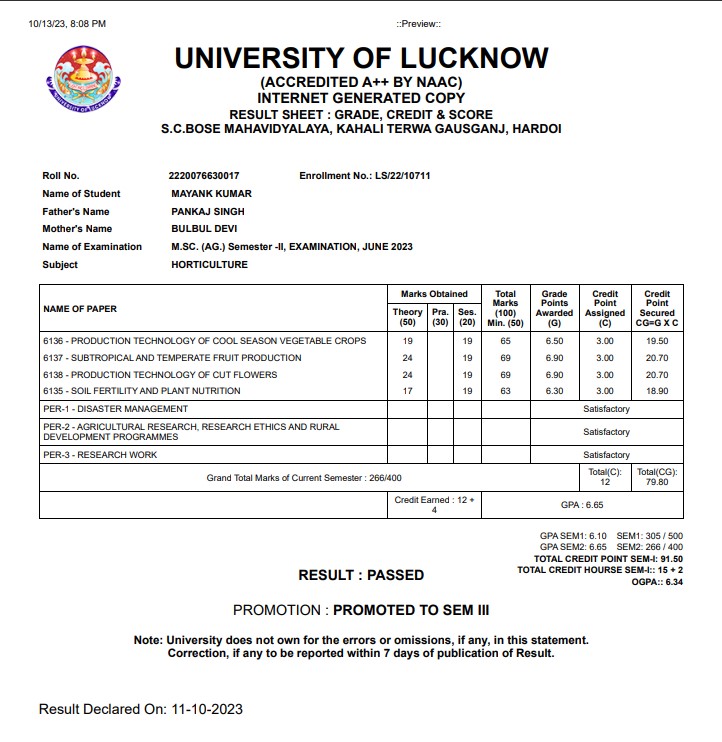 10/13/23, 8:08 PM ::Preview::
UNIVERSITY OF LUCKNOW
(ACCREDITED A++ BY NAAC)
INTERNET GENERATED COPY
RESULT SHEET : GRADE, CREDIT & SCORE
S.C.BOSE MAHAVIDYALAYA, KAHALI TERWA GAUSGANJ, HARDOI
UNIVERSITY OF LUCKNOW
Roll No. 2220076630017 Enrollment No.: LS/22/10711
Name of Student MAYANK KUMAR
Father's Name PANKAJ SINGH
Mother's Name BULBUL DEVI
Name of Examination M.SC. (AG.) Semester -II, EXAMINATION, JUNE 2023
Subject HORTICULTURE
NAME OF PAPER
Marks Obtained
Theory (50)
Pra. (30)
Ses. (20)
Total Marks (100) Min. (50)
Grade Points Awarded (G)
Credit Point Assigned (C)
Credit Point Secured CG=G X C
6136 - PRODUCTION TECHNOLOGY OF COOL SEASON VEGETABLE CROPS 19 19 65 6.50 3.00 19.50
6137 - SUBTROPICAL AND TEMPERATE FRUIT PRODUCTION 24 19 69 6.90 3.00 20.70
6138 - PRODUCTION TECHNOLOGY OF CUT FLOWERS 24 19 69 6.90 3.00 20.70
6135 - SOIL FERTILITY AND PLANT NUTRITION 17 19 63 6.30 3.00 18.90
PER-1 - DISASTER MANAGEMENT Satisfactory
PER-2 - AGRICULTURAL RESEARCH, RESEARCH ETHICS AND RURAL
DEVELOPMENT PROGRAMMES Satisfactory
PER-3 - RESEARCH WORK Satisfactory
Grand Total Marks of Current Semester : 266/400 Total(C): 12 Total(CG): 79.80
Credit Earned : 12 + 4 GPA : 6.65
GPA SEM1: 6.10 SEM1: 305 / 500
GPA SEM2: 6.65 SEM2: 266 / 400
TOTAL CREDIT POINT SEM-I: 91.50
TOTAL CREDIT HOURSE SEM-I:: 15 + 2
OGPA:: 6.34
RESULT : PASSED
PROMOTION : PROMOTED TO SEM III
Note: University does not own for the errors or omissions, if any, in this statement.
Correction, if any to be reported within 7 days of publication of Result.
Result Declared On: 11-10-2023